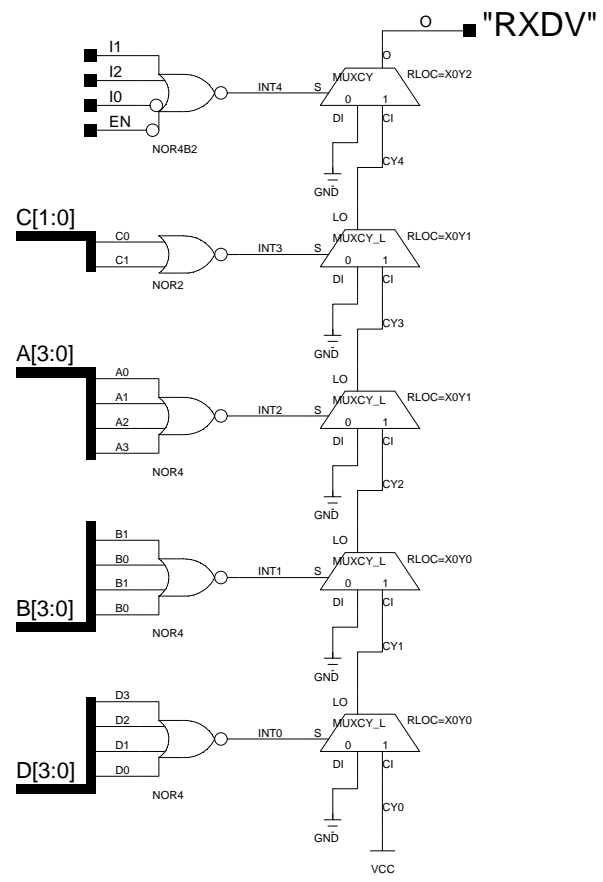 O "RXDV"
O
I1
I2
I0
EN
NOR4B2
INT4
S
MUXCY
RLOC=X0Y2
0 1
DI CI
GND
CY4
C[1:0]
C0
C1
NOR2
INT3
LO
S
MUXCY_L
RLOC=X0Y1
0 1
DI CI
GND
CY3
A[3:0]
A0
A1
A2
A3
NOR4
INT2
LO
S
MUXCY_L
RLOC=X0Y1
0 1
DI CI
GND
CY2
B1
B0
B1
B0
B[3:0]
NOR4
INT1
LO
S
MUXCY_L
RLOC=X0Y0
0 1
DI CI
GND
CY1
D3
D2
D1
D0
D[3:0]
NOR4
INT0
LO
S
MUXCY_L
RLOC=X0Y0
0 1
DI CI
GND
CY0
VCC